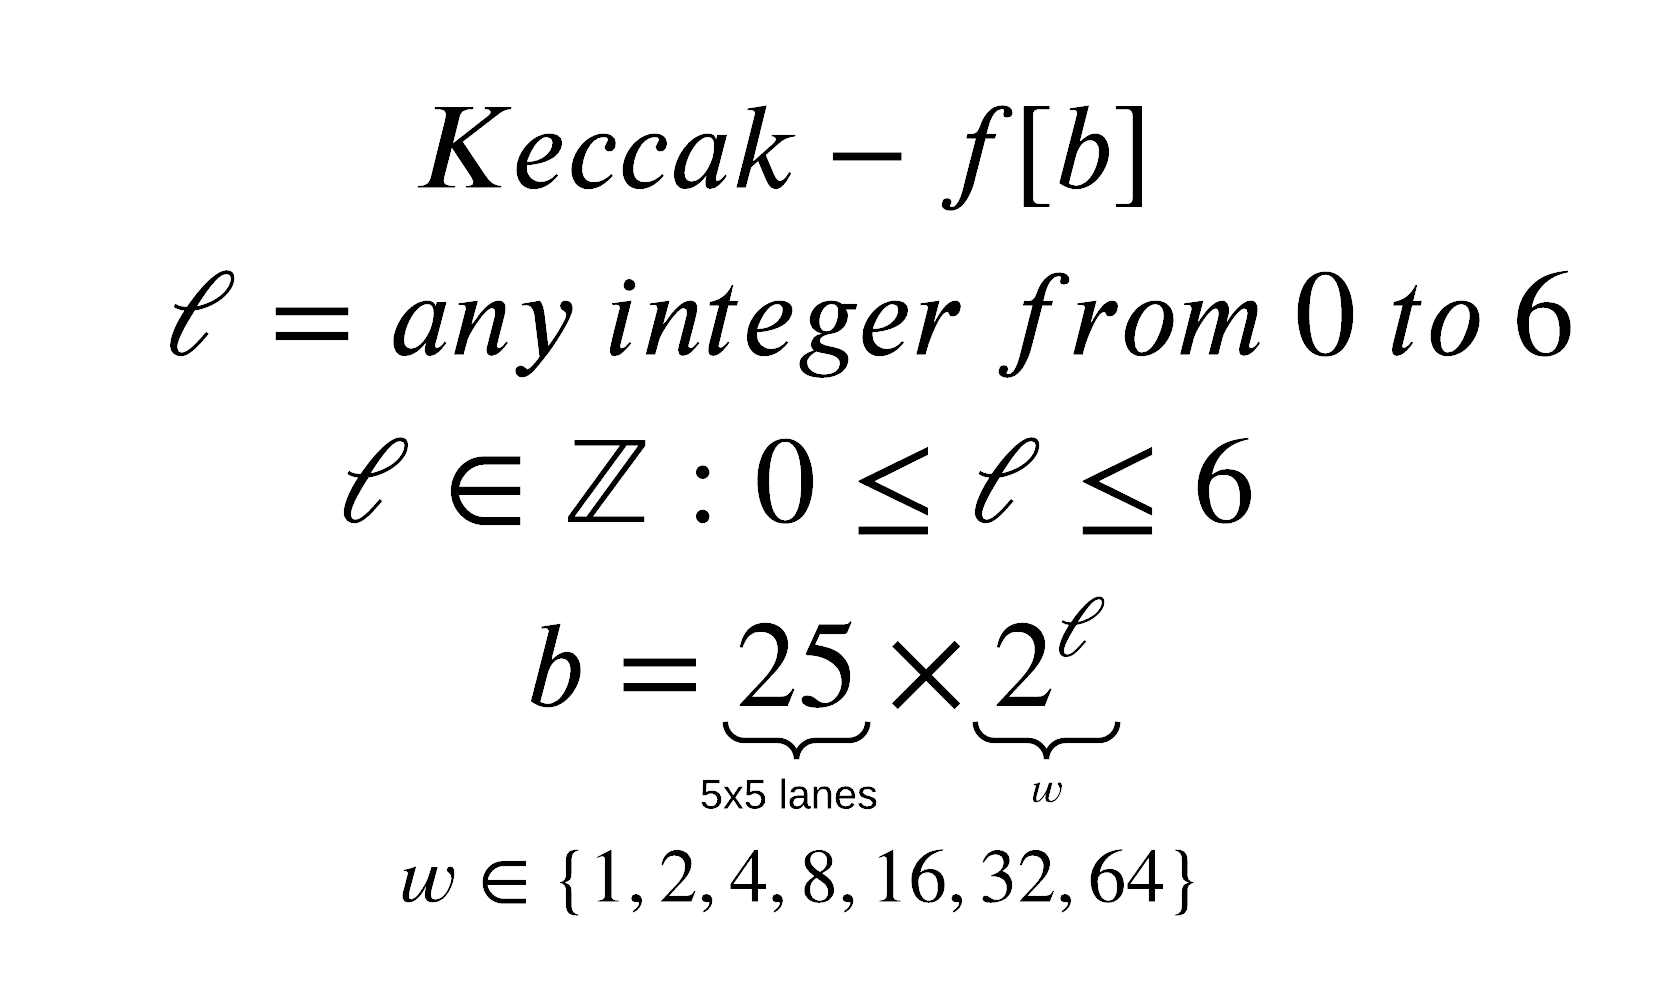 Keccak − f[b]
ℓ = any integer from 0 to 6
ℓ ∈ ℤ : 0 ≤ ℓ ≤ 6
b = 25 × 2^ℓ
5x5 lanes w
w ∈ {1, 2, 4, 8, 16, 32, 64}